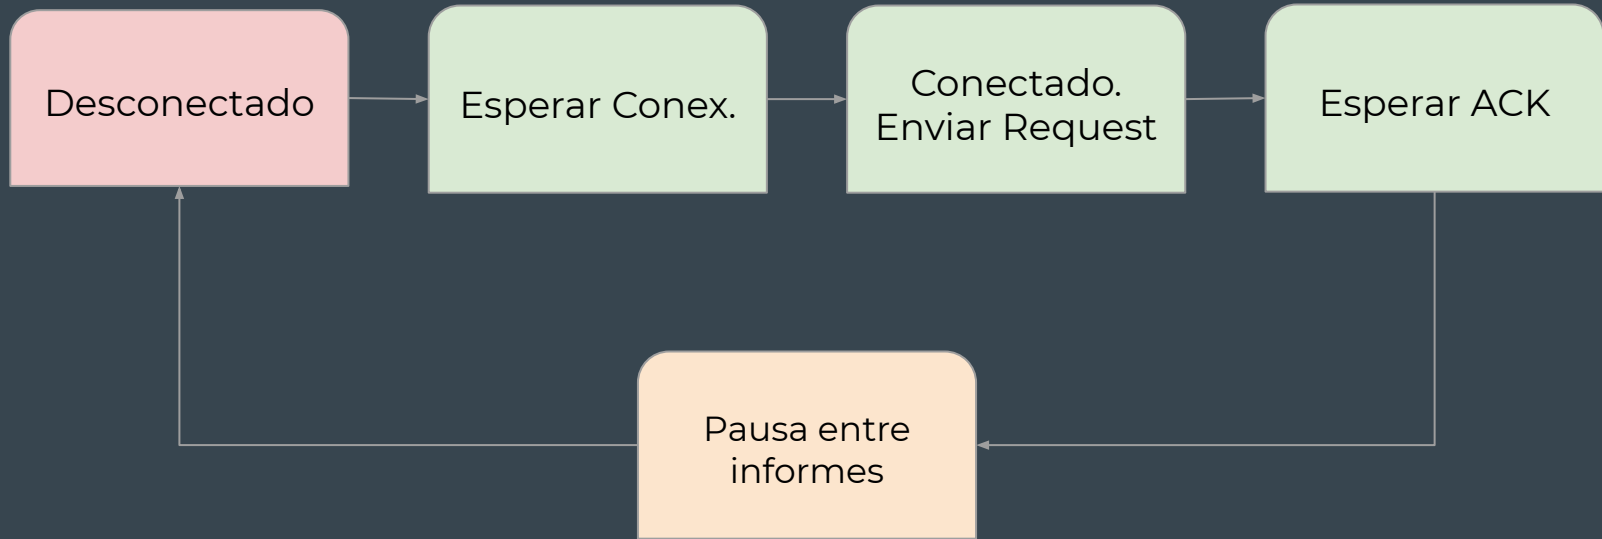 Desconectado
Esperar Conex.
Conectado.
Enviar Request
Esperar ACK
Pausa entre
informes